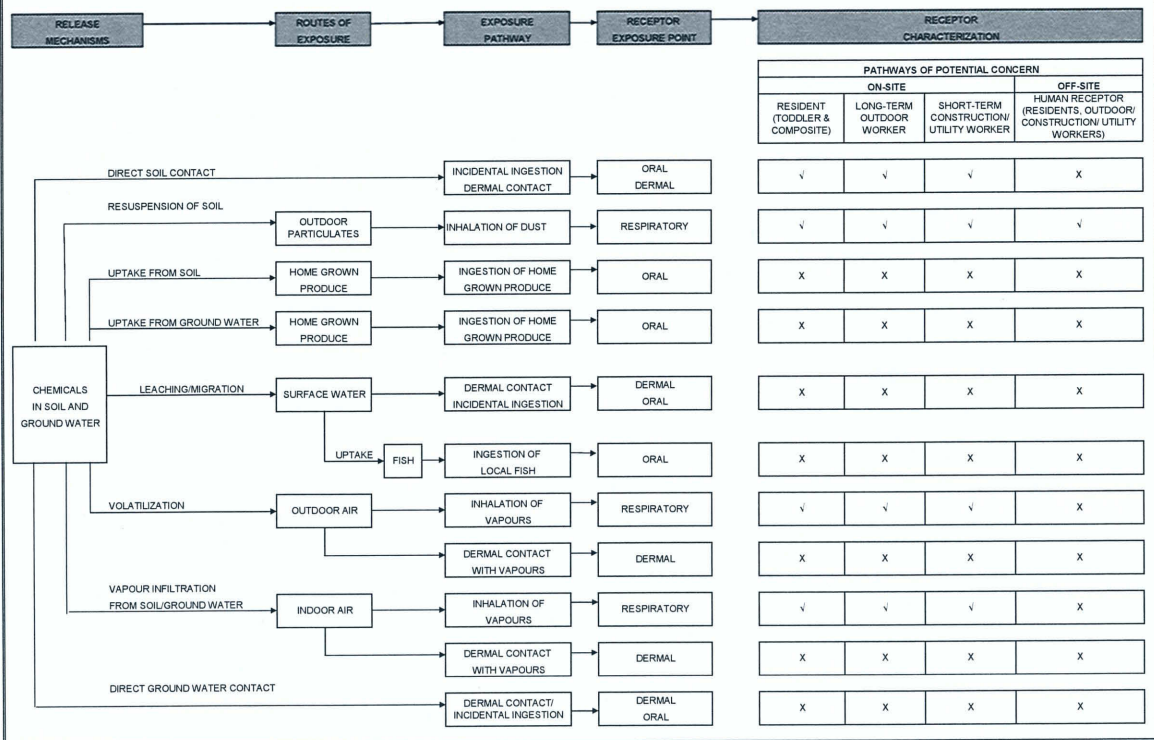 RELEASE
MECHANISMS
ROUTES OF
EXPOSURE
EXPOSURE
PATHWAY
RECEPTOR
EXPOSURE POINT
RECEPTOR
CHARACTERIZATION
PATHWAYS OF POTENTIAL CONCERN
ON-SITE
OFF-SITE
RESIDENT
(TODDLER &
COMPOSITE)
LONG-TERM
OUTDOOR
WORKER
SHORT-TERM
CONSTRUCTION/
UTILITY WORKER
HUMAN RECEPTOR
(RESIDENTS, OUTDOOR/
CONSTRUCTION/ UTILITY
WORKERS)
CHEMICALS
IN SOIL AND
GROUND WATER
DIRECT SOIL CONTACT
INCIDENTAL INGESTION
DERMAL CONTACT
ORAL
DERMAL
√ √ √ X
RESUSPENSION OF SOIL
OUTDOOR
PARTICULATES
INHALATION OF DUST
RESPIRATORY
√ √ √ √
UPTAKE FROM SOIL
HOME GROWN
PRODUCE
INGESTION OF HOME
GROWN PRODUCE
ORAL
X X X X
UPTAKE FROM GROUND WATER
HOME GROWN
PRODUCE
INGESTION OF HOME
GROWN PRODUCE
ORAL
X X X X
LEACHING/MIGRATION
SURFACE WATER
DERMAL CONTACT
INCIDENTAL INGESTION
DERMAL
ORAL
X X X X
UPTAKE
FISH
INGESTION OF
LOCAL FISH
ORAL
X X X X
VOLATILIZATION
OUTDOOR AIR
INHALATION OF
VAPOURS
RESPIRATORY
√ √ √ X
DERMAL CONTACT
WITH VAPOURS
DERMAL
X X X X
VAPOUR INFILTRATION
FROM SOIL/GROUND WATER
INDOOR AIR
INHALATION OF
VAPOURS
RESPIRATORY
√ √ √ X
DERMAL CONTACT
WITH VAPOURS
DERMAL
X X X X
DIRECT GROUND WATER CONTACT
DERMAL CONTACT/
INCIDENTAL INGESTION
DERMAL
ORAL
X X X X